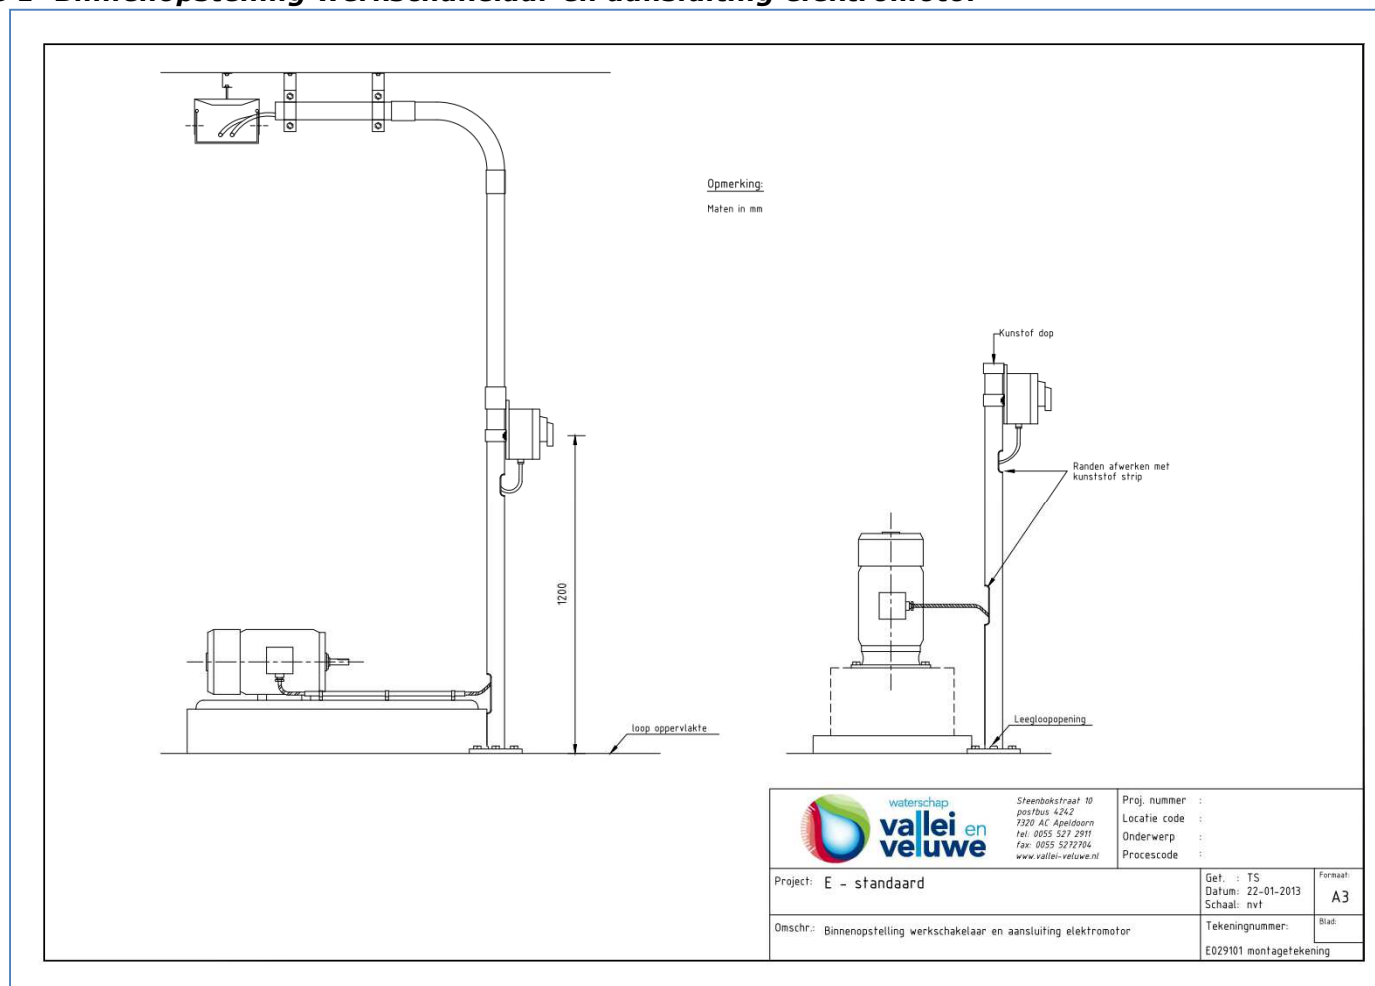 Binnenopstelling werkschakelaar en aansluiting elektromotor
Opmerking:
Maten in mm
Kunstof dop
Randen afwerken met
kunststof strip
1200
Leegloopopening
loop oppervlakte
waterschap
vallei en
veluwe
Steenbokstraat 10
postbus 4242
7320 AC Apeldoorn
tel: 0055 527 2911
fax: 0055 5272704
www.vallei-veluwe.nl
Proj. nummer :
Locatie code :
Onderwerp :
Procescode :
Project: E - standaard
Get. : TS
Datum: 22-01-2013
Schaal: nvt
Formaat:
A3
Omschr.: Binnenopstelling werkschakelaar en aansluiting elektromotor
Tekeningnummer:
Blad:
E029101 montagetekening